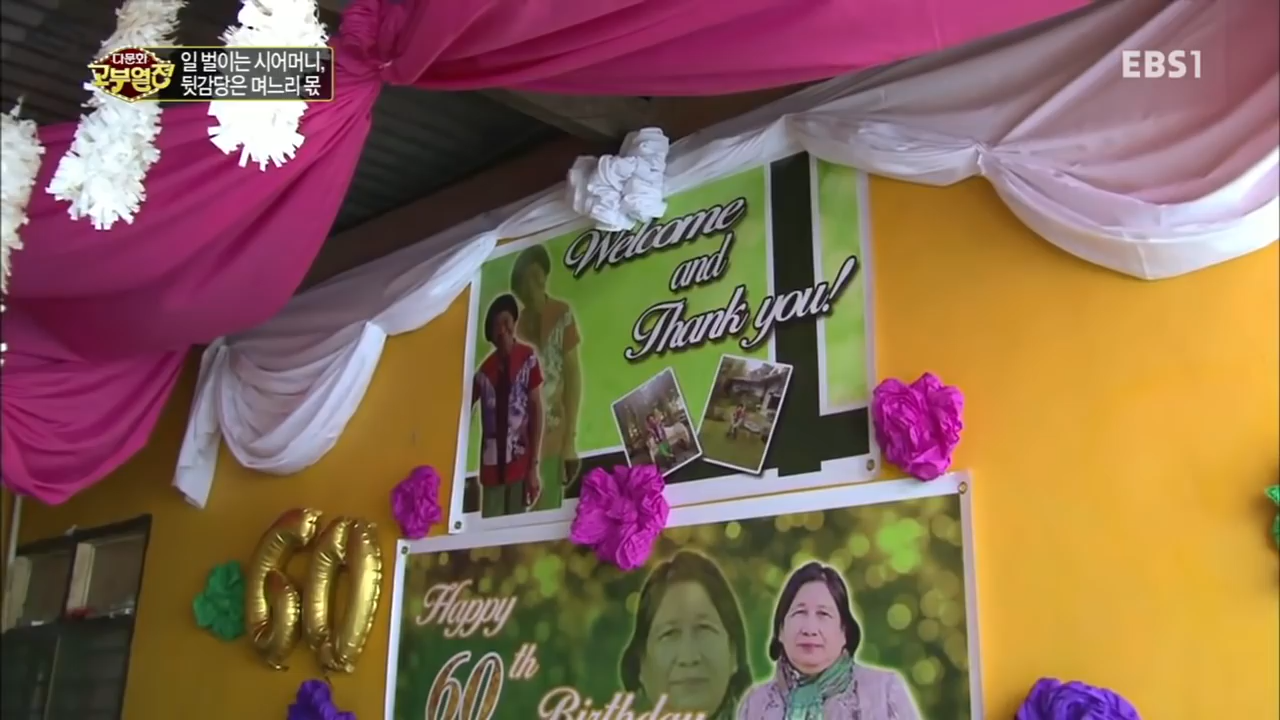 다문화
고부열전
일 벌이는 시어머니,
뒷감당은 며느리 몫
EBS1
Welcome
and
Thank you!
60
Happy
60th
Birthday